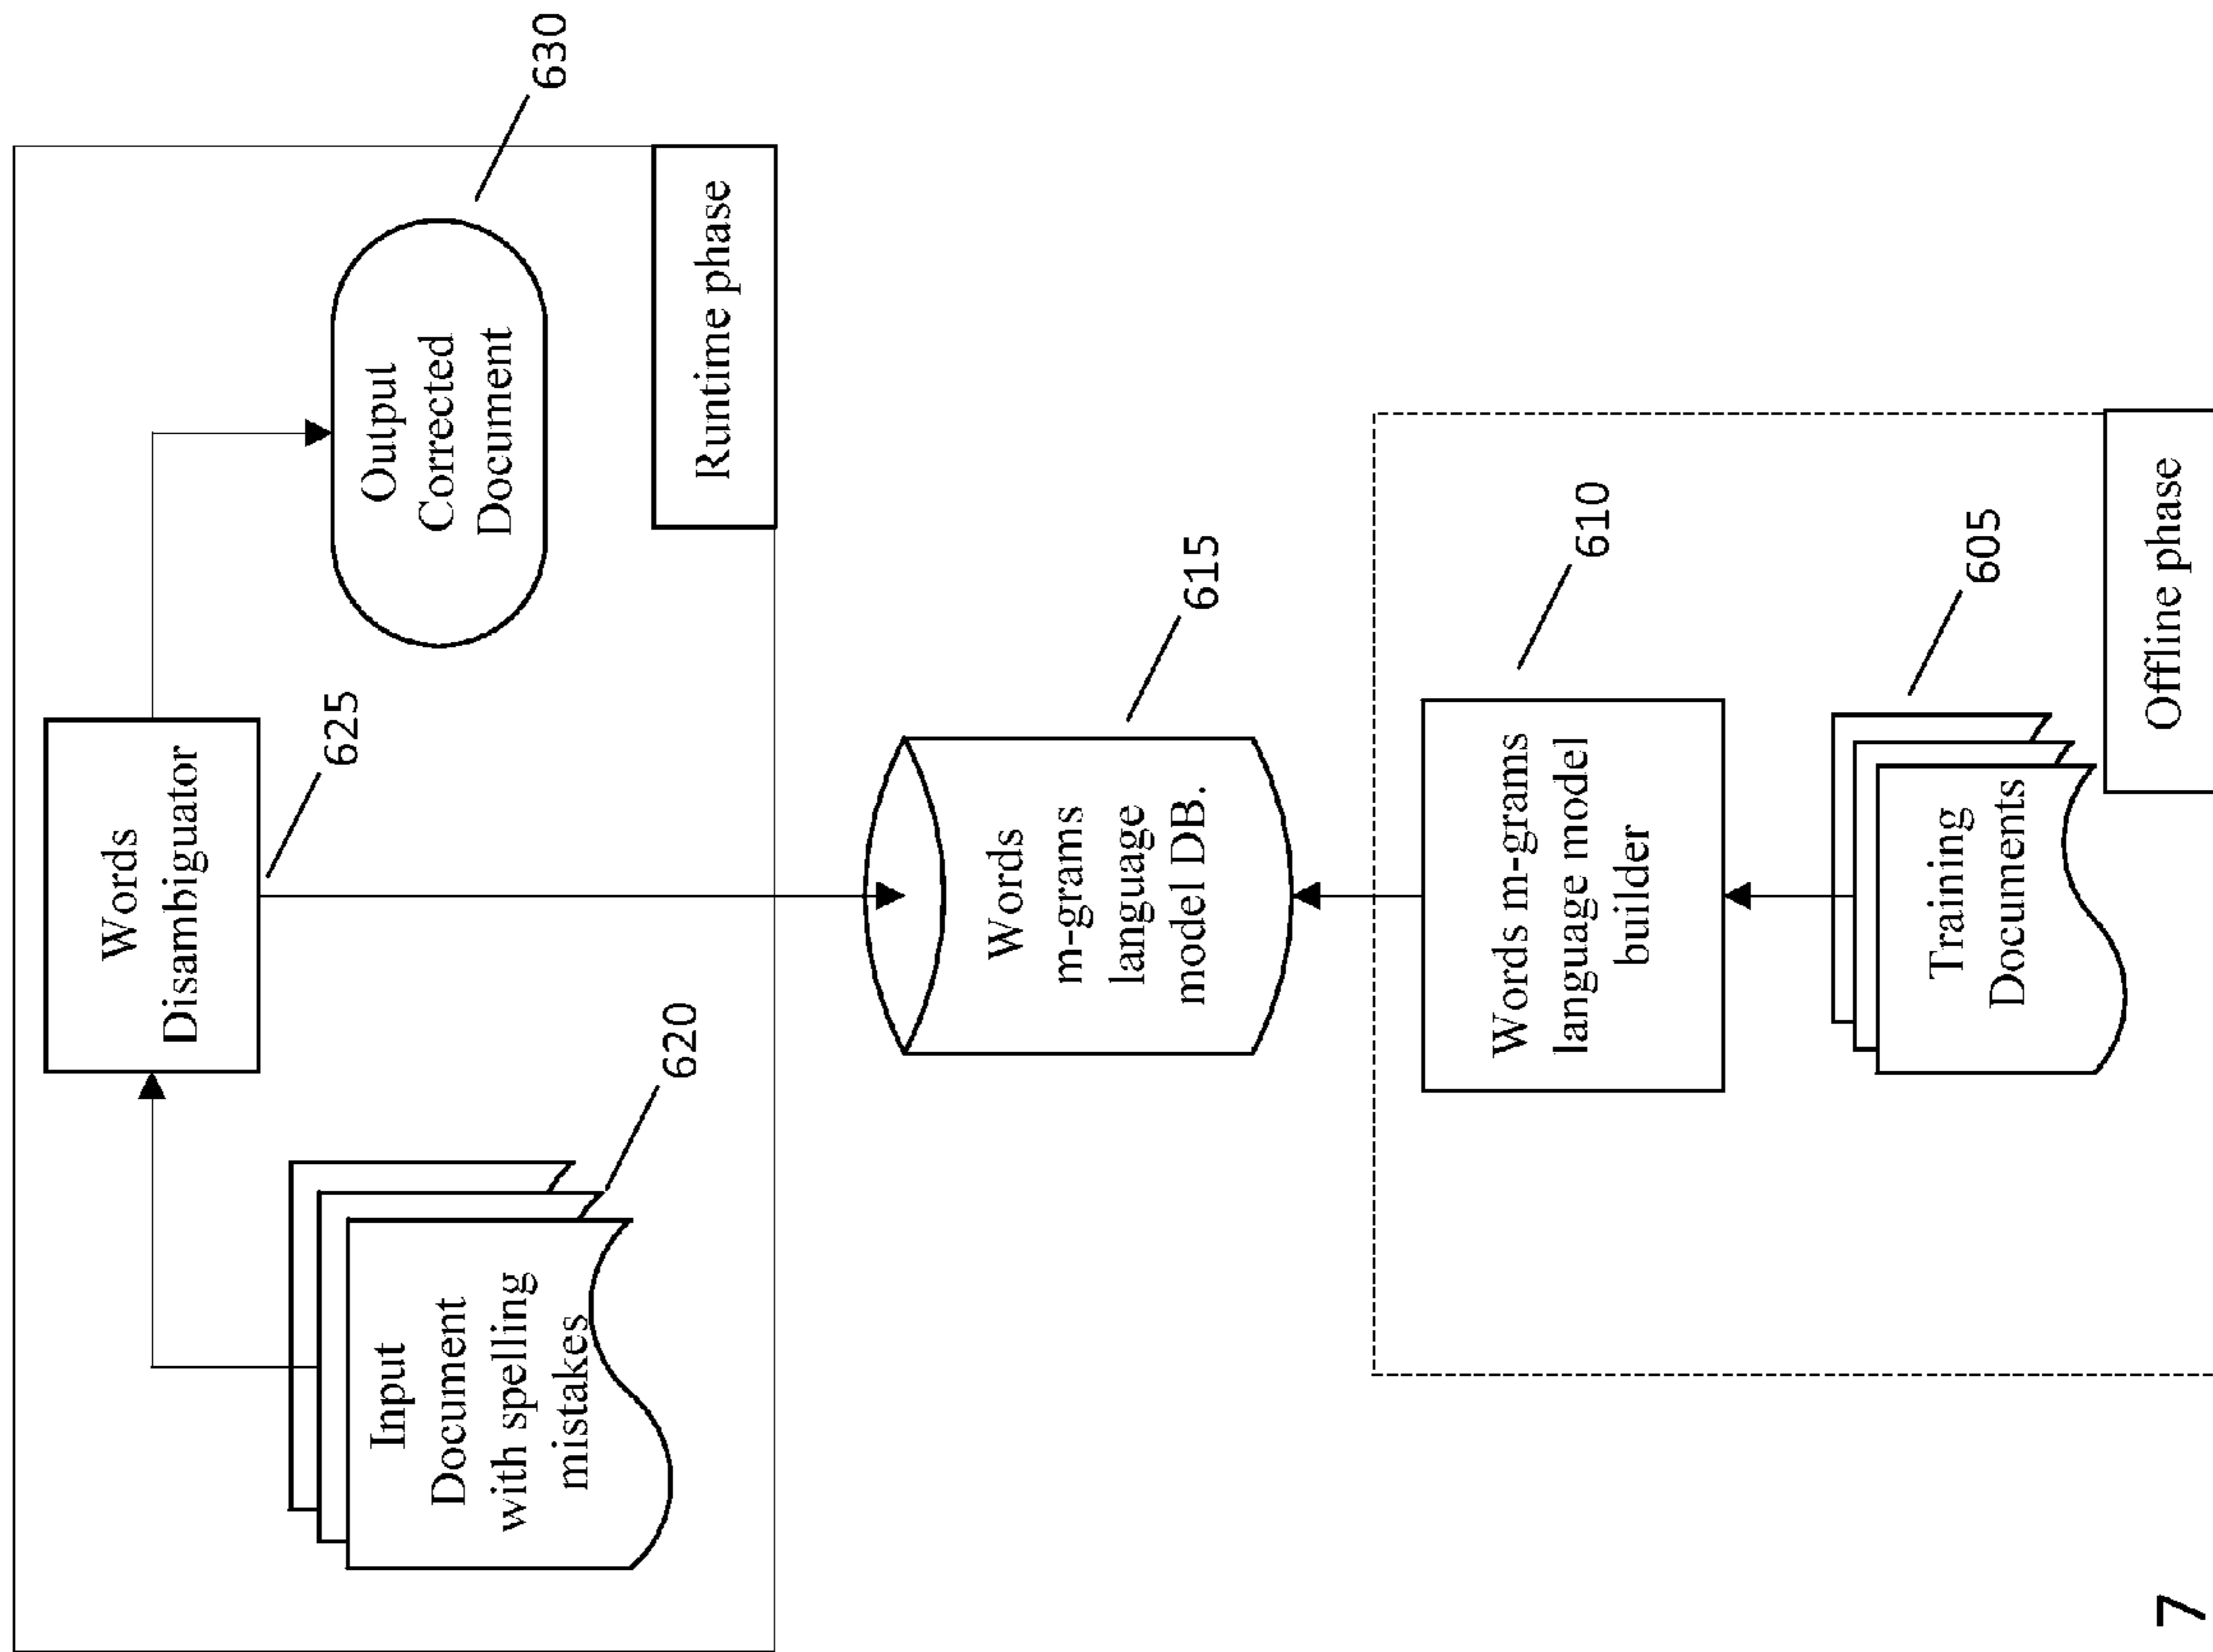 Words
Disambiguator
625
Input
Document
with spelling
mistakes
620
Output
Corrected
Document
630
Runtime phase
Words
m-grams
language
model DB.
615
Words m-grams
language model
builder
610
Training
Documents
605
Offline phase
7